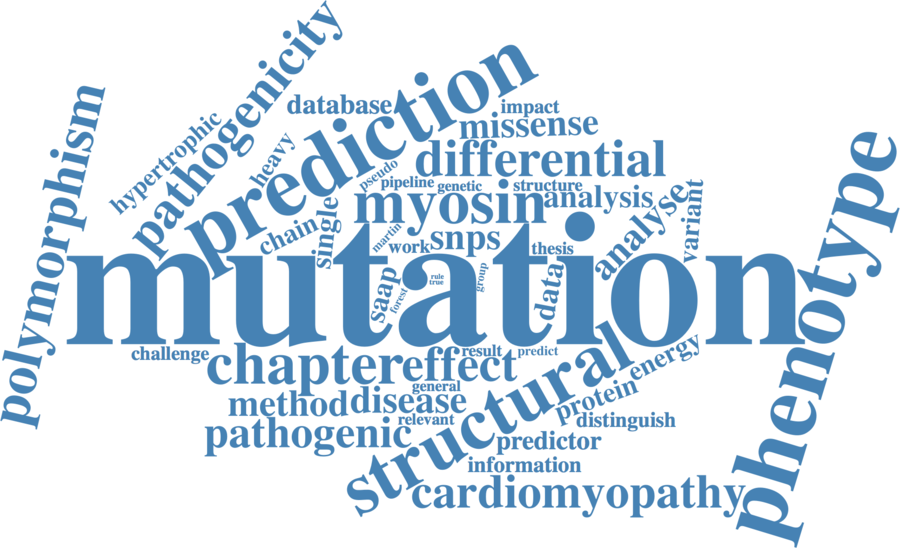 pathogenicity
prediction
polymorphism
database
impact
missense
hypertrophic
heavy
differential
phenotype
pseudo
pipeline
genetic
structure
analysis
myosin
single
chain
analyse
variant
martin
work
snps
thesis
mutation
saap
forest
rule
true
group
data
challenge
chapter
effect
result
predict
structural
energy
general
method
disease
protein
relevant
distinguish
pathogenic
predictor
information
cardiomyopathy